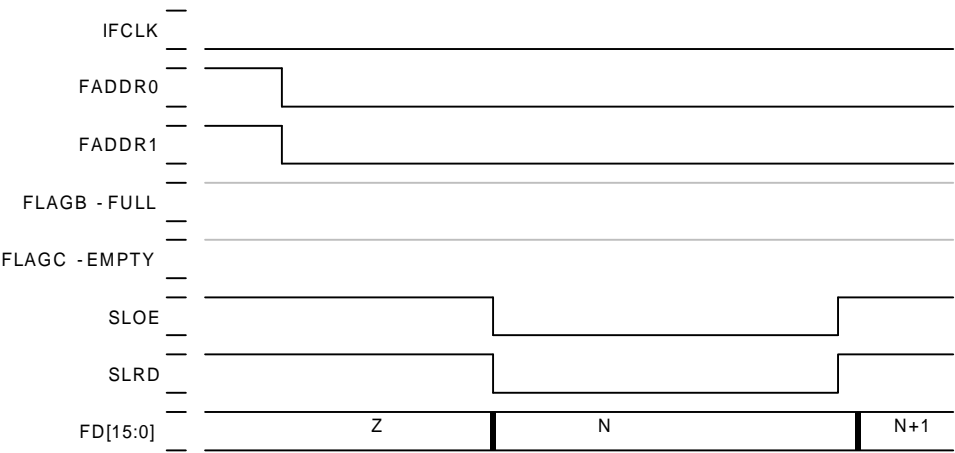 IFCLK
FADDR0
FADDR1
FLAGB - FULL
FLAGC - EMPTY
SLOE
SLRD
FD[15:0] Z N N+1